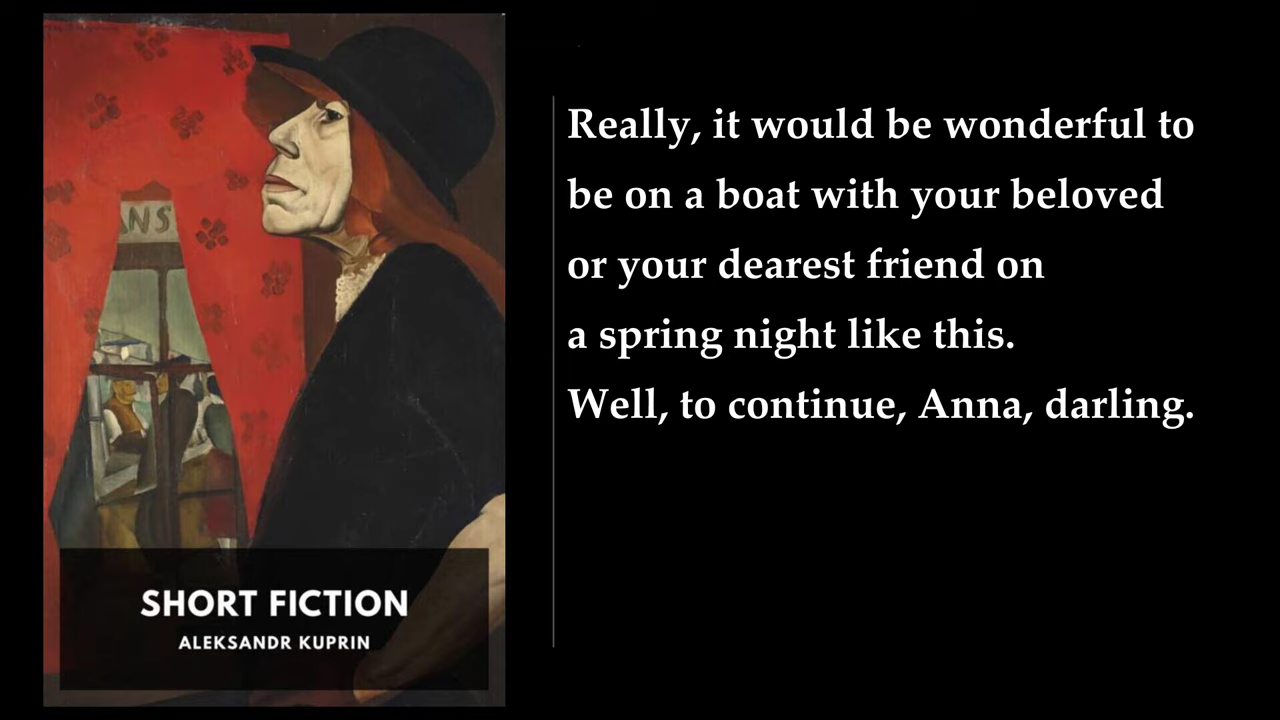 ANS
SHORT FICTION
ALEKSANDR KUPRIN
Really, it would be wonderful to
be on a boat with your beloved
or your dearest friend on
a spring night like this.
Well, to continue, Anna, darling.